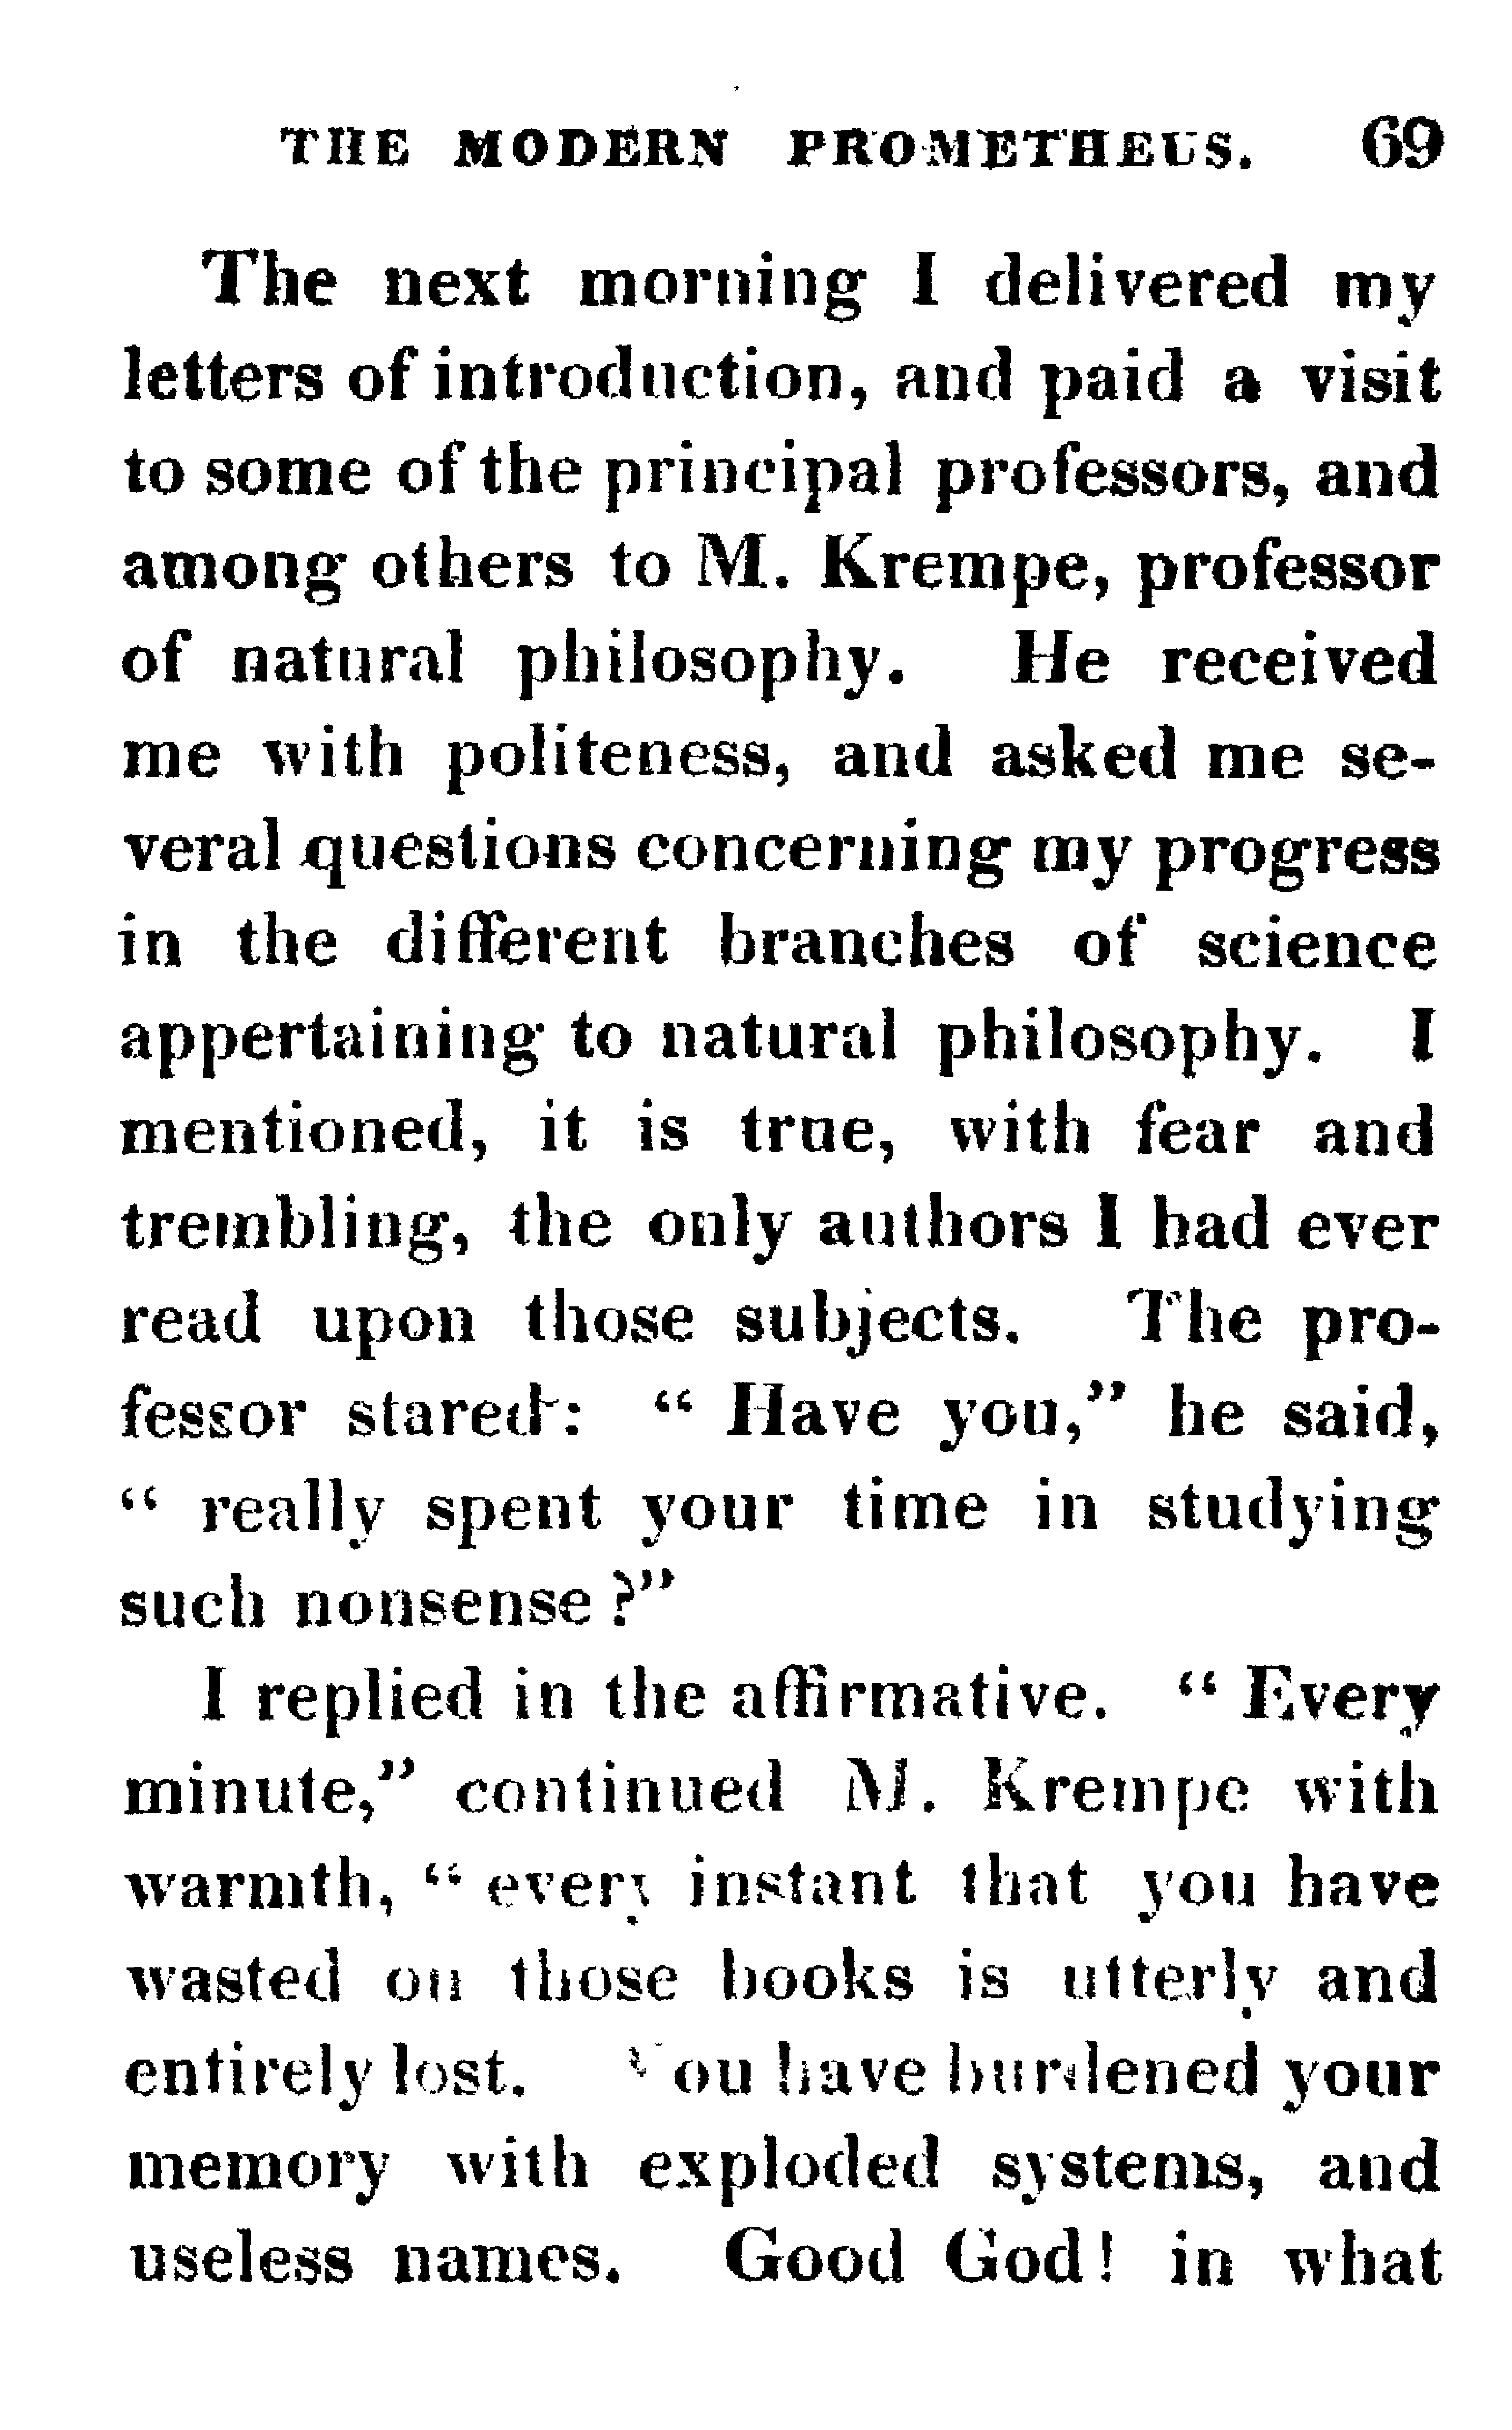 THE MODERN PROMETHEUS. 69
The next morning I delivered my
letters of introduction, and paid a visit
to some of the principal professors, and
among others to M. Krempe, professor
of natural philosophy. He received
me with politeness, and asked me se-
veral questions concerning my progress
in the different branches of science
appertaining to natural philosophy. I
mentioned, it is true, with fear and
trembling, the only authors I had ever
read upon those subjects. The pro-
fessor stared: “ Have you,” he said,
“ really spent your time in studying
such nonsense ?”
I replied in the affirmative. “ Every
minute,” continued M. Krempe with
warmth, “ every instant that you have
wasted on those books is utterly and
entirely lost. You have burdened your
memory with exploded systems, and
useless names. Good God! in what